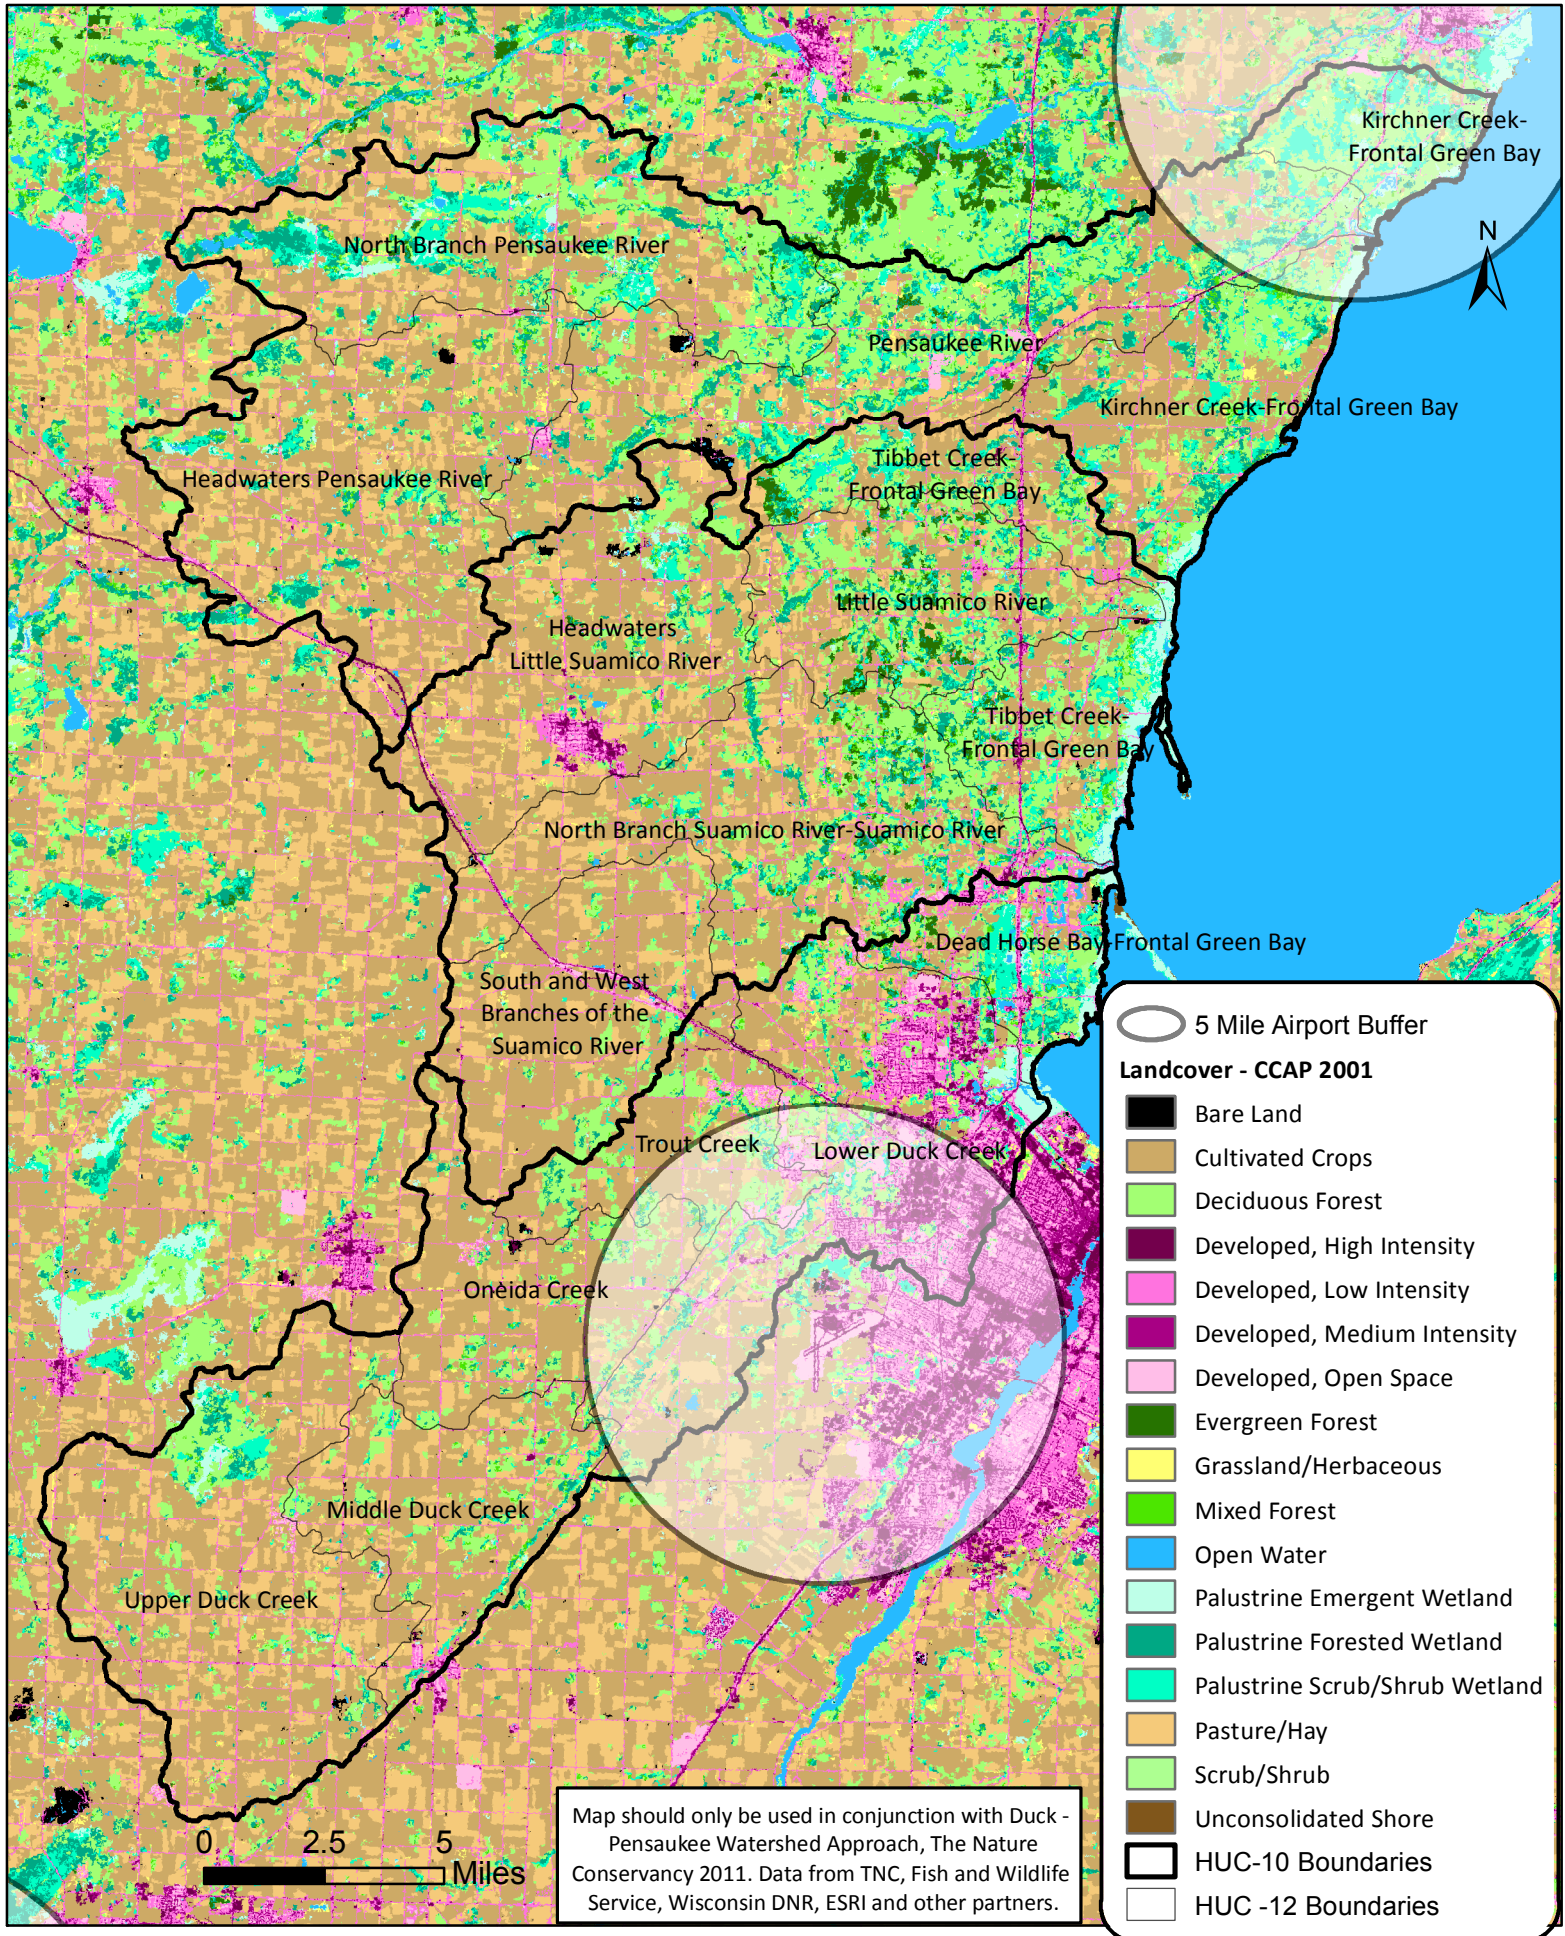 Kirchner Creek-
Frontal Green Bay
N
North Branch Pensaukee River
Pensaukee River
Kirchner Creek-Frontal Green Bay
Tibbet Creek-
Frontal Green Bay
Headwaters Pensaukee River
Little Suamico River
Headwaters
Little Suamico River
Tibbet Creek-
Frontal Green Bay
North Branch Suamico River-Suamico River
Dead Horse Bay-Frontal Green Bay
South and West
Branches of the
Suamico River
Trout Creek
Lower Duck Creek
Oneida Creek
Middle Duck Creek
Upper Duck Creek
0 2.5 5
Miles
Map should only be used in conjunction with Duck -
Pensaukee Watershed Approach, The Nature
Conservancy 2011. Data from TNC, Fish and Wildlife
Service, Wisconsin DNR, ESRI and other partners.
5 Mile Airport Buffer
Landcover - CCAP 2001
Bare Land
Cultivated Crops
Deciduous Forest
Developed, High Intensity
Developed, Low Intensity
Developed, Medium Intensity
Developed, Open Space
Evergreen Forest
Grassland/Herbaceous
Mixed Forest
Open Water
Palustrine Emergent Wetland
Palustrine Forested Wetland
Palustrine Scrub/Shrub Wetland
Pasture/Hay
Scrub/Shrub
Unconsolidated Shore
HUC-10 Boundaries
HUC -12 Boundaries